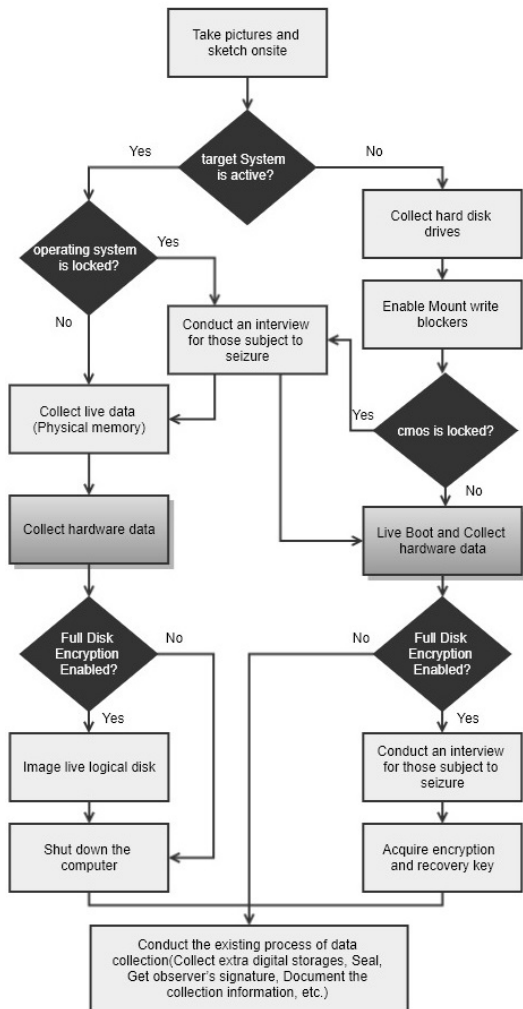 Take pictures and
sketch onsite
Yes
target System
is active?
No
operating system
is locked?
Yes
Collect hard disk
drives
No
Conduct an interview
for those subject to
seizure
Enable Mount write
blockers
Collect live data
(Physical memory)
Yes
cmos is locked?
No
Collect hardware data
Live Boot and Collect
hardware data
Full Disk
Encryption
Enabled?
No
No
Full Disk
Encryption
Enabled?
Yes
Yes
Image live logical disk
Conduct an interview
for those subject to
seizure
Shut down the
computer
Acquire encryption
and recovery key
Conduct the existing process of data
collection(Collect extra digital storages, Seal,
Get observer's signature, Document the
collection information, etc.)